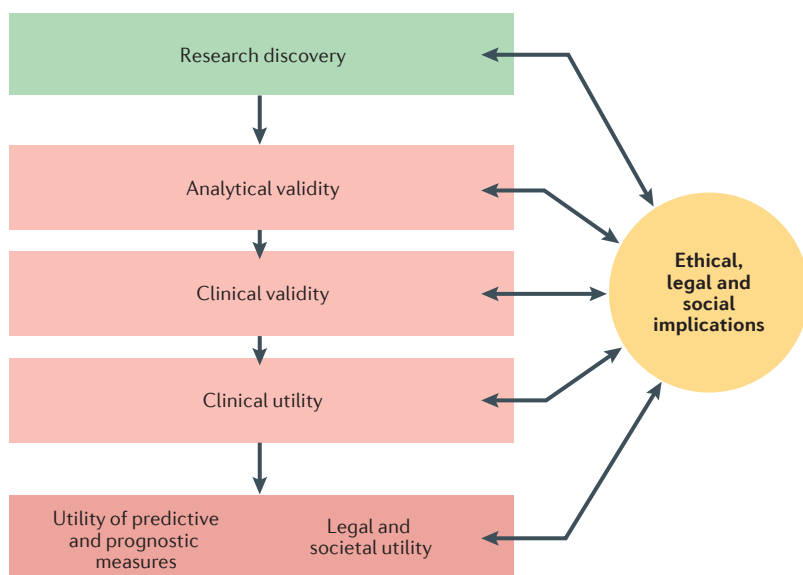 Research discovery
Analytical validity
Clinical validity
Clinical utility
Utility of predictive
and prognostic
measures
Legal and
societal utility
Ethical,
legal and
social
implications